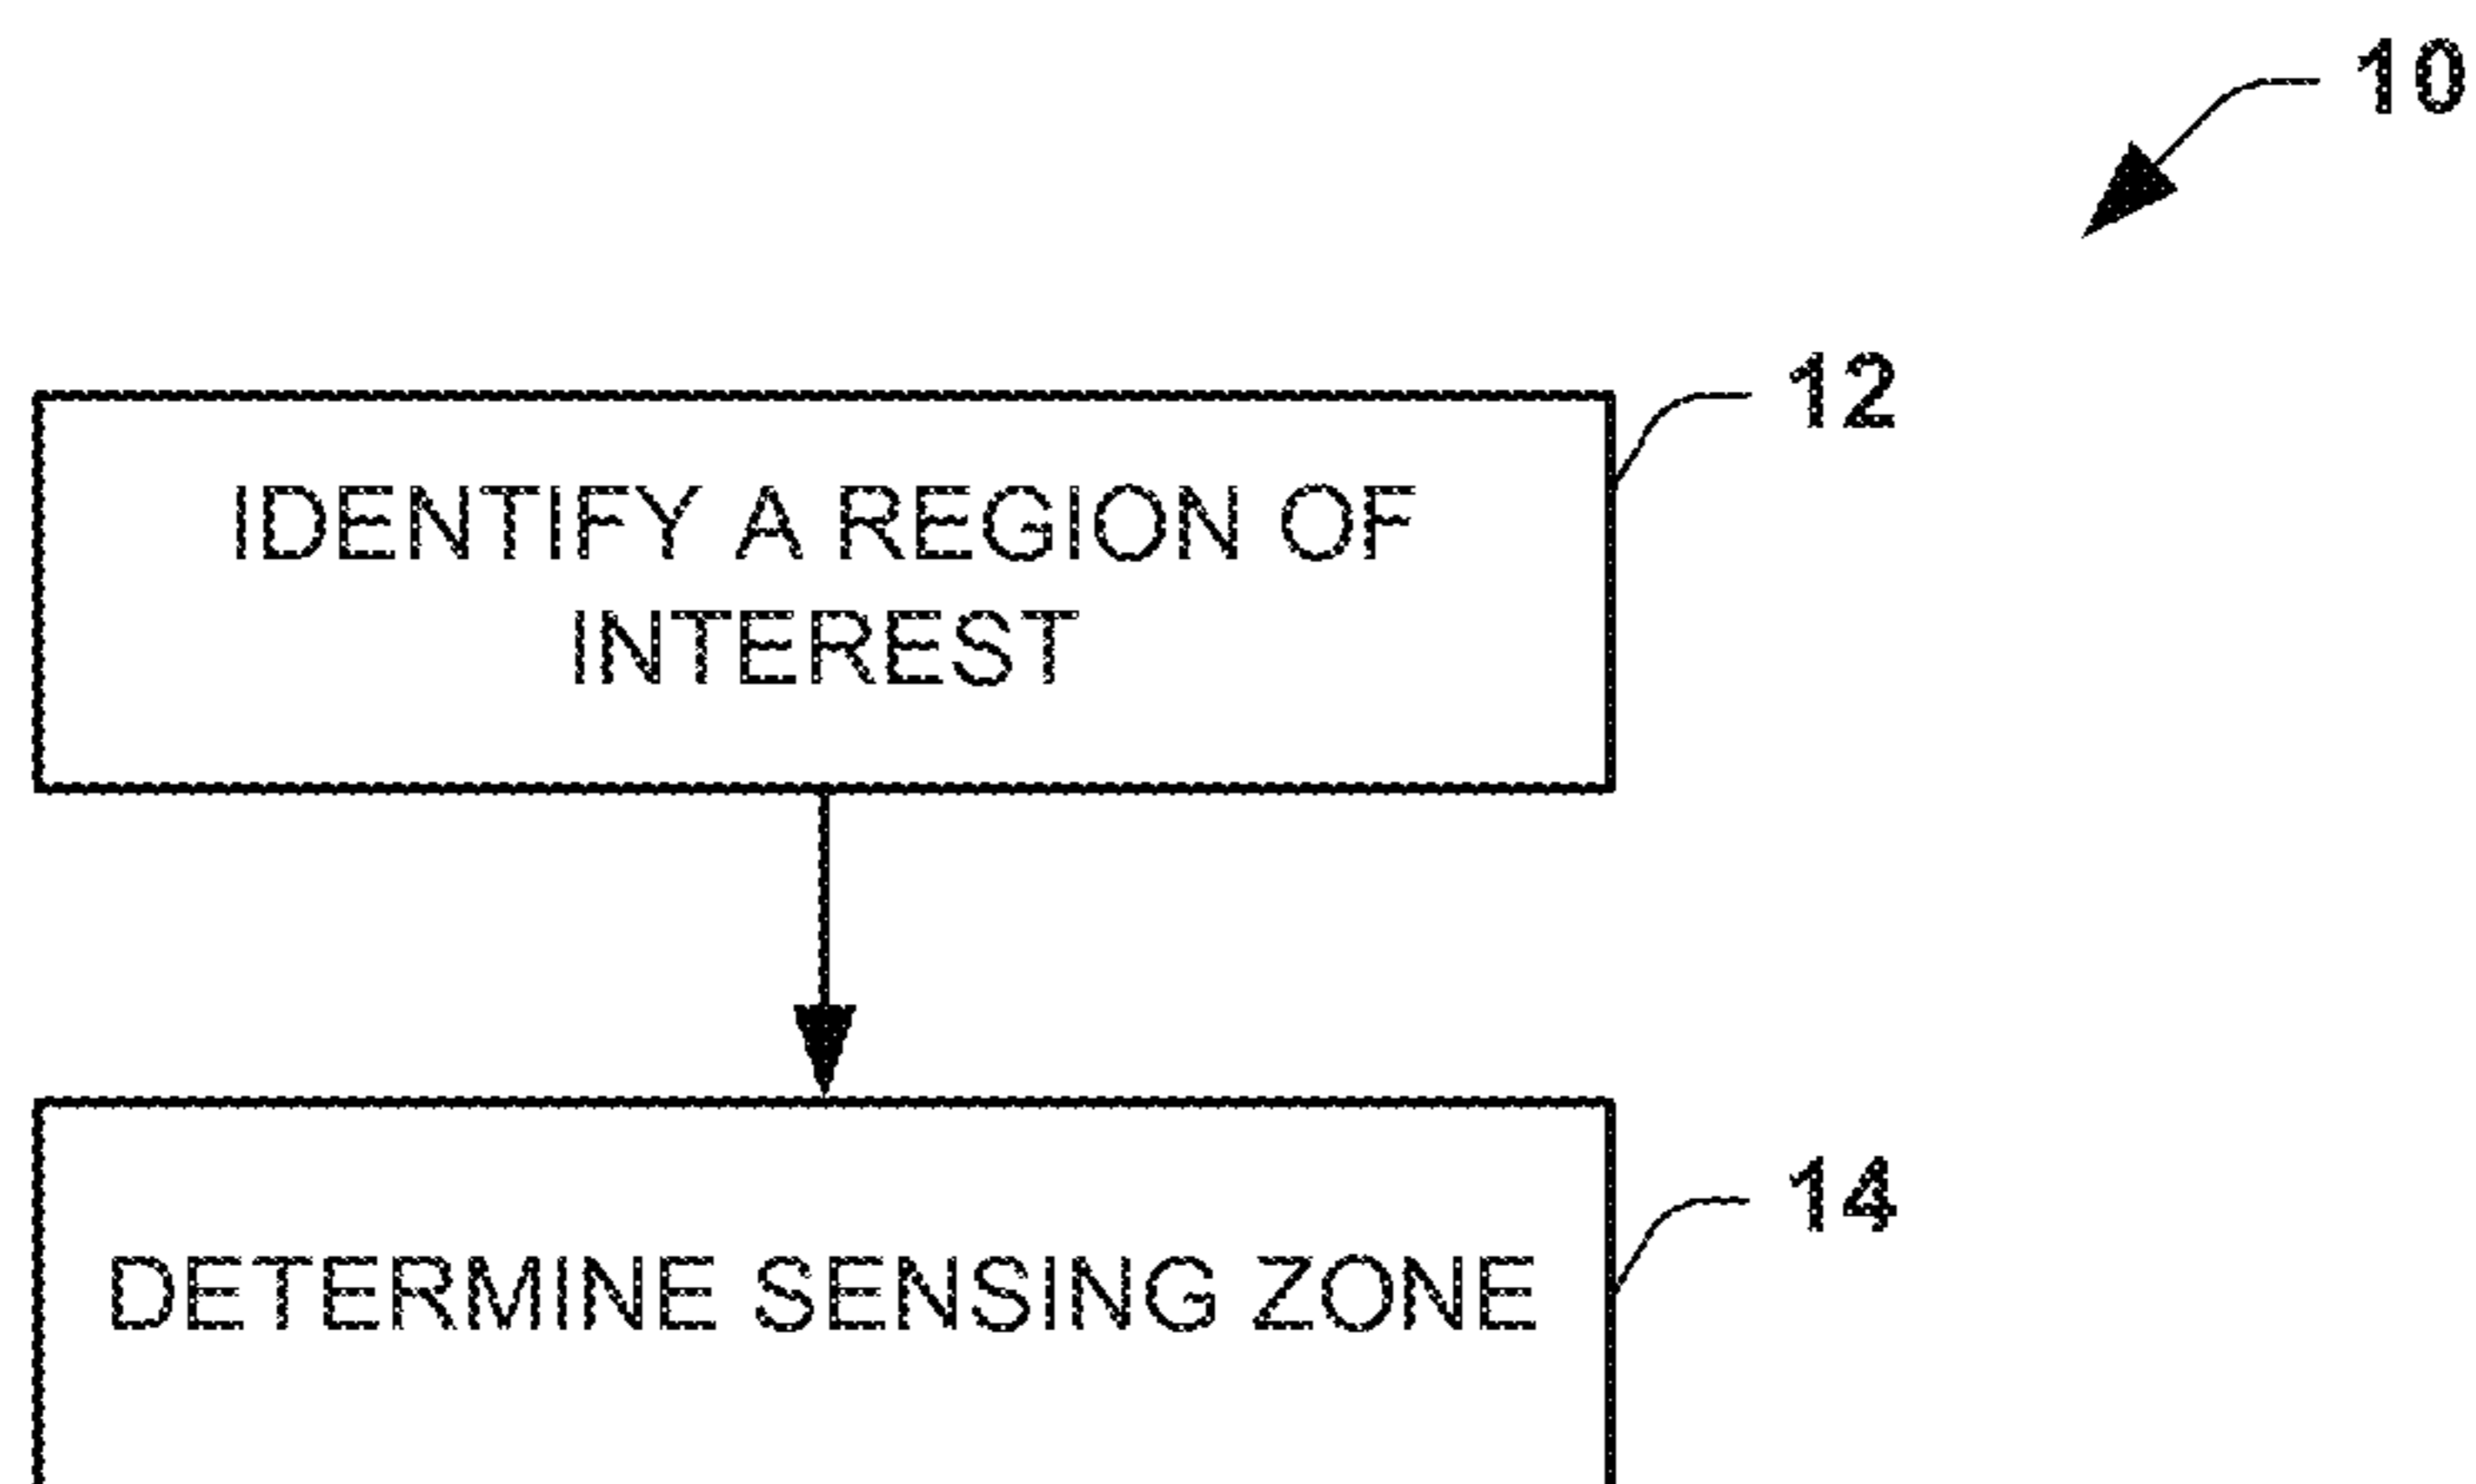 10
12
IDENTIFY A REGION OF
INTEREST
14
DETERMINE SENSING ZONE